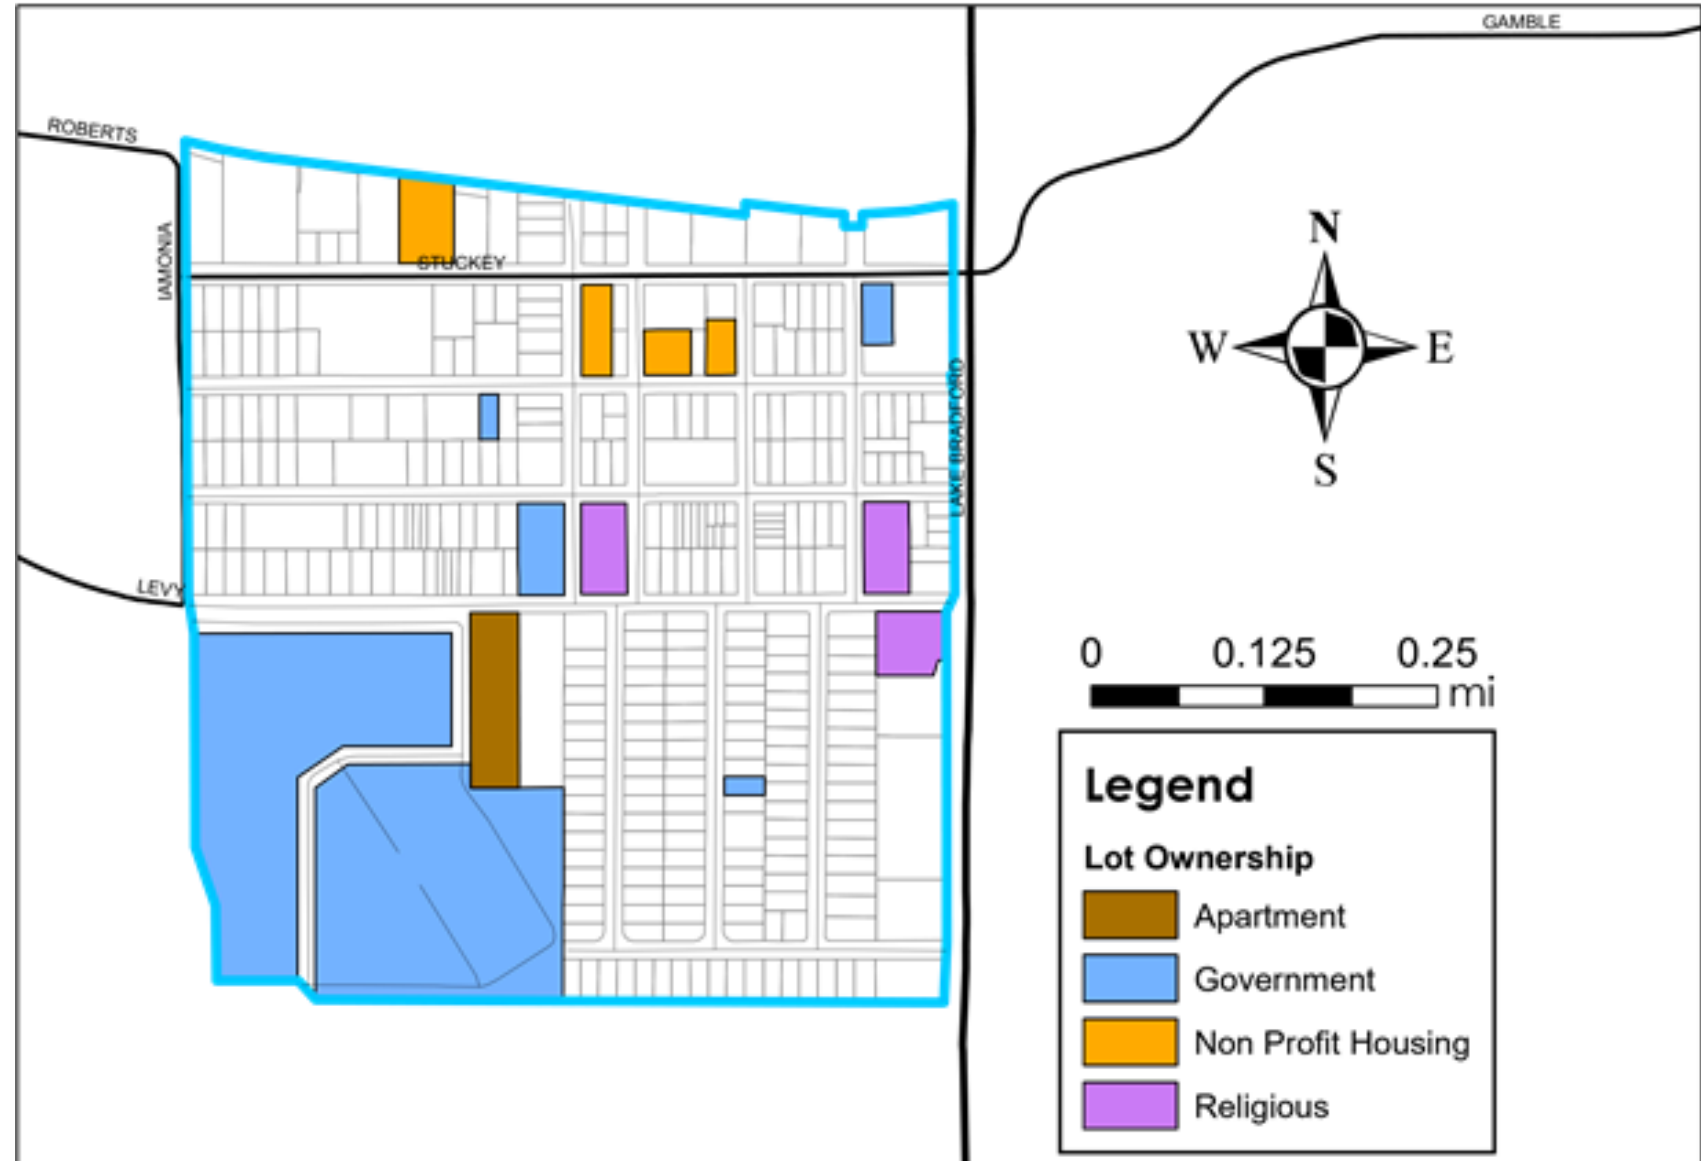 GAMBLE
ROBERTS
IAMONIA
STUCKEY
LAKE BRADFORD
LEVY
N
W E
S
0 0.125 0.25
mi
Legend
Lot Ownership
Apartment
Government
Non Profit Housing
Religious